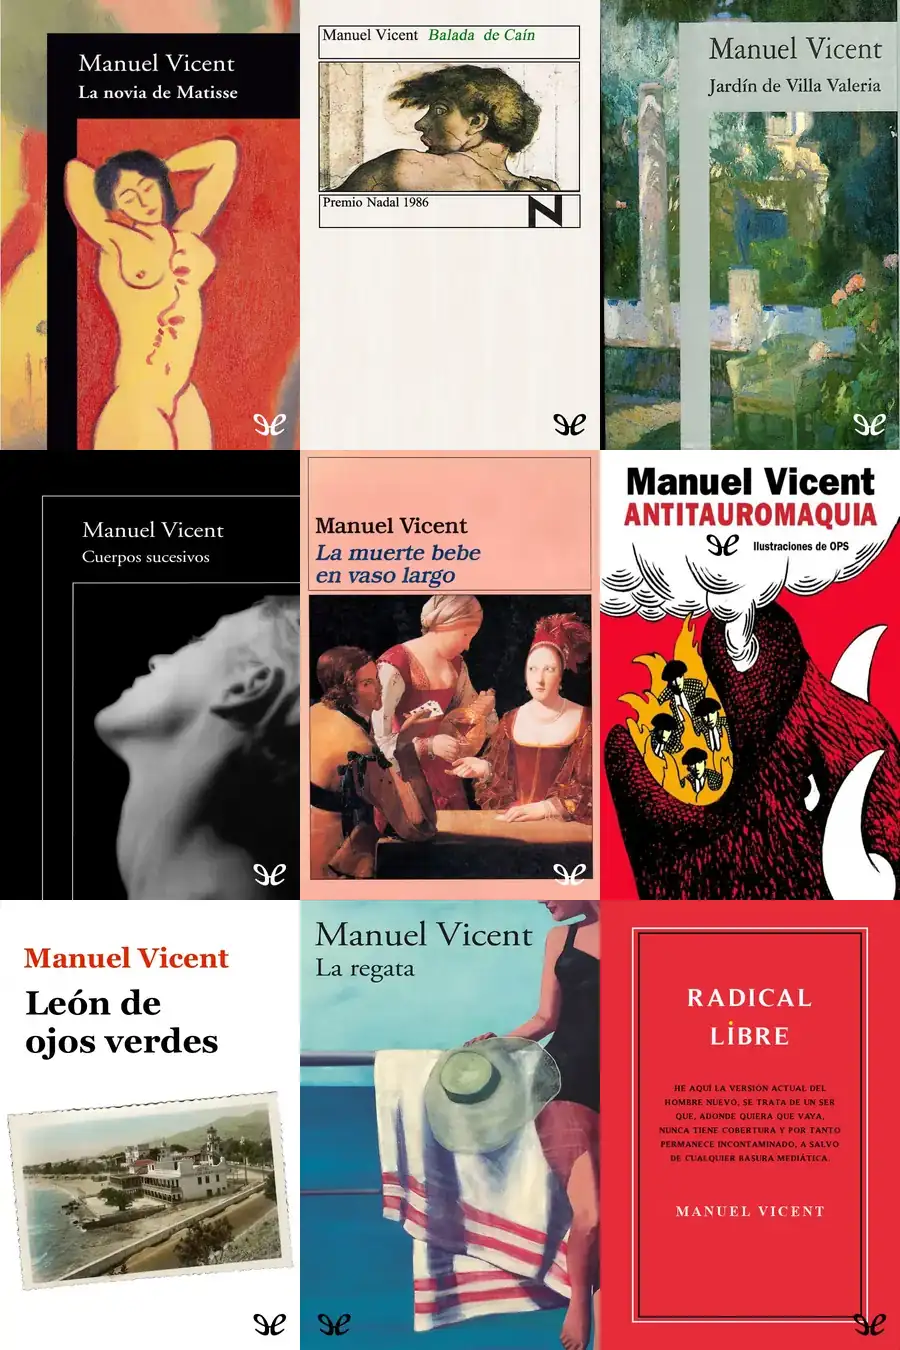 Manuel Vicent
La novia de Matisse
Manuel Vicent Balada de Caín
Premio Nadal 1986
N
Manuel Vicent
Jardín de Villa Valeria
Manuel Vicent
Cuerpos sucesivos
Manuel Vicent
La muerte bebe
en vaso largo
Manuel Vicent
ANTITAUROMAQUIA
Ilustraciones de OPS
Manuel Vicent
León de
ojos verdes
Manuel Vicent
La regata
RADICAL
LIBRE
HE AQUÍ LA VERSIÓN ACTUAL DEL
HOMBRE NUEVO, SE TRATA DE UN SER
QUE, ADONDE QUIERA QUE VAYA,
NUNCA TIENE COBERTURA Y POR TANTO
PERMANECE INCONTAMINADO, A SALVO
DE CUALQUIER BASURA MEDIÁTICA.
MANUEL VICENT